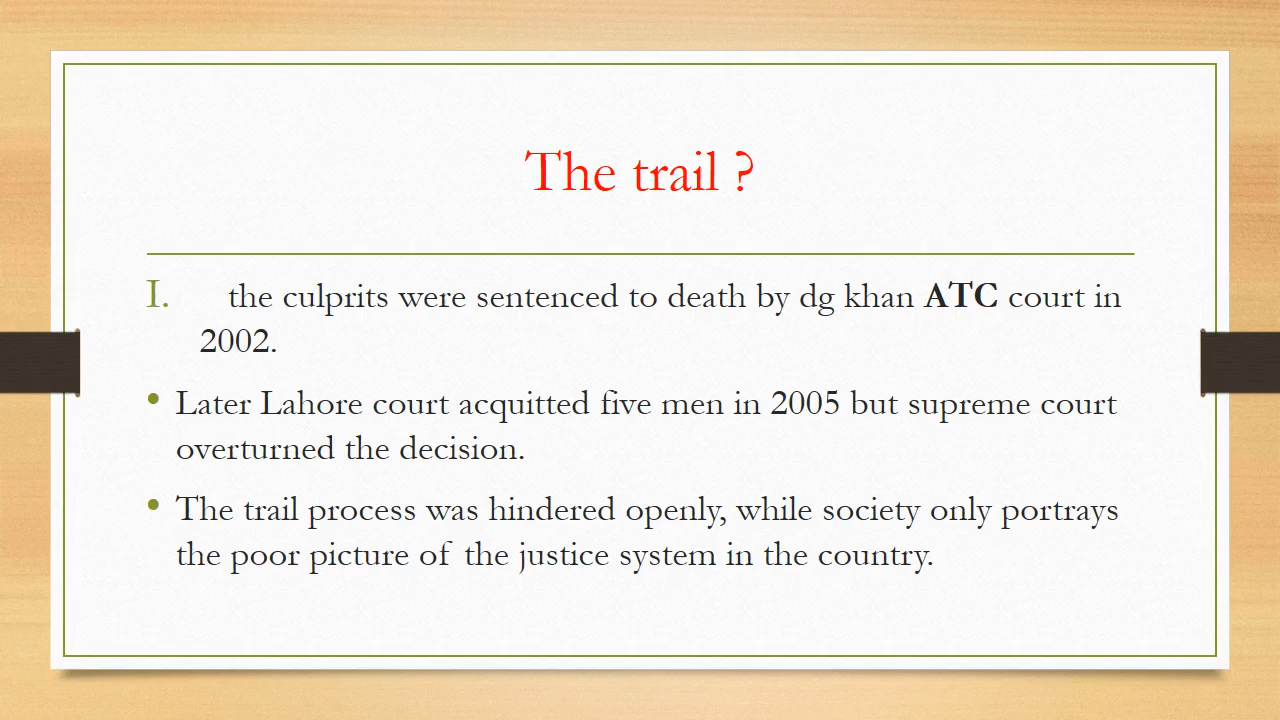 The trail ?
I. the culprits were sentenced to death by dg khan ATC court in
2002.
• Later Lahore court acquitted five men in 2005 but supreme court
overturned the decision.
• The trail process was hindered openly, while society only portrays
the poor picture of the justice system in the country.